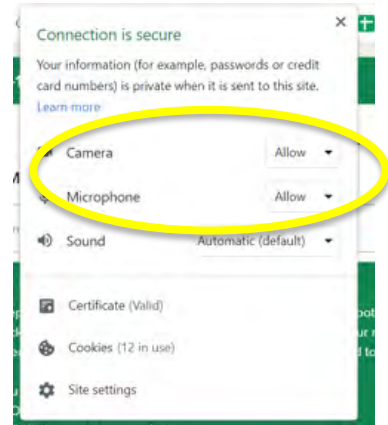 Connection is secure
Your information (for example, passwords or credit
card numbers) is private when it is sent to this site.
Learn more
Camera Allow
Microphone Allow
Sound Automatic (default)
Certificate (Valid)
Cookies (12 in use)
Site settings